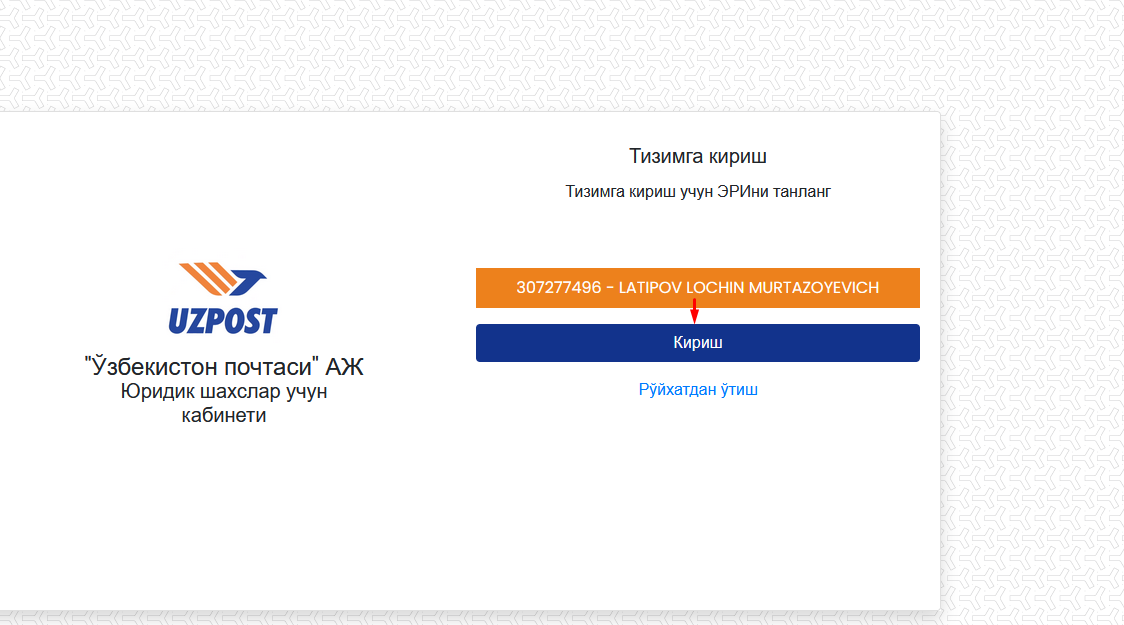 Тизимга кириш
Тизимга кириш учун ЭРИни танланг
307277496 - LATIPOV LOCHIN MURTAZOYEVICH
Кириш
Рўйхатдан ўтиш
UZPOST
"Ўзбекистон почтаси" АЖ
Юридик шахслар учун
кабинети